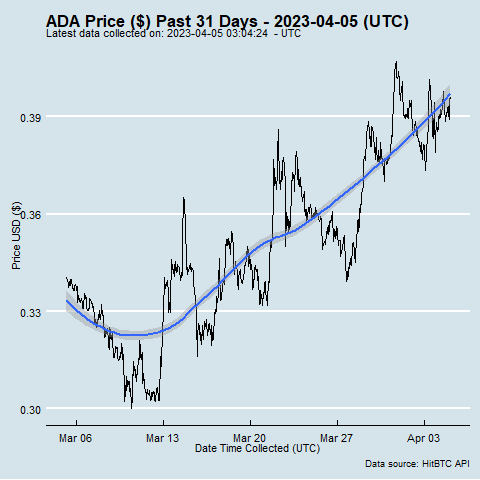 ADA Price ($) Past 31 Days - 2023-04-05 (UTC)
Latest data collected on: 2023-04-05 03:04:24 - UTC
Price USD ($)
0.39
0.36
0.33
0.30
Mar 06 Mar 13 Mar 20 Mar 27 Apr 03
Date Time Collected (UTC)
Data source: HitBTC API